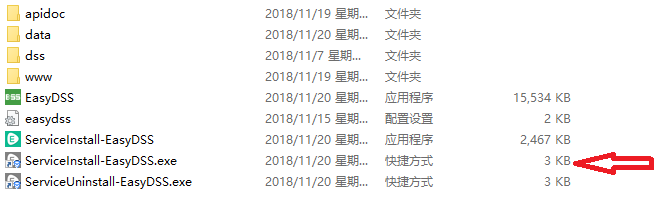 apidoc 2018/11/19 星期... 文件夹
data 2018/11/20 星期... 文件夹
dss 2018/11/7 星期... 文件夹
www 2018/11/19 星期... 文件夹
EasyDSS 2018/11/20 星期... 应用程序 15,534 KB
easydss 2018/11/15 星期... 配置设置 2 KB
ServiceInstall-EasyDSS 2018/11/20 星期... 应用程序 2,467 KB
ServiceInstall-EasyDSS.exe 2018/11/20 星期... 快捷方式 3 KB
ServiceUninstall-EasyDSS.exe 2018/11/20 星期... 快捷方式 3 KB